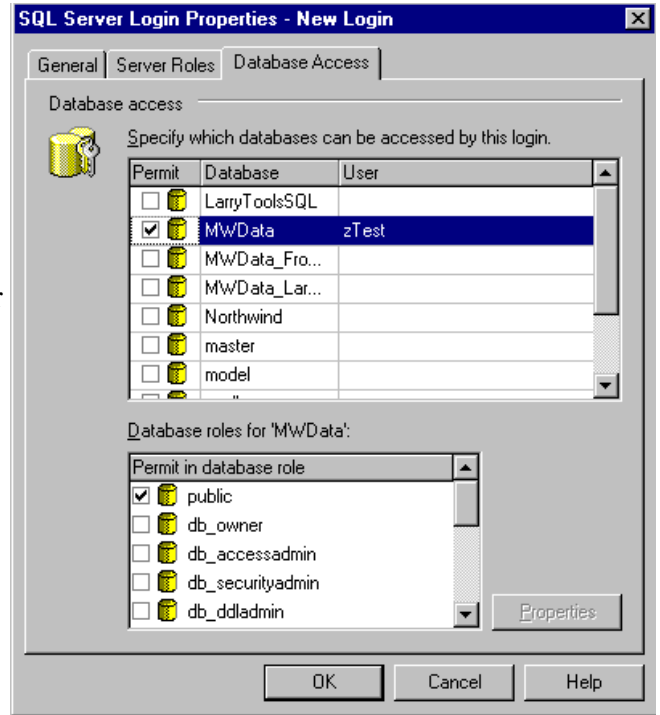 SQL Server Login Properties - New Login
General Server Roles Database Access
Database access
Specify which databases can be accessed by this login.
Permit Database User
LarryToolsSQL
MWData zTest
MWData_Fro...
MWData_Lar...
Northwind
master
model
Database roles for 'MWData':
Permit in database role
public
db_owner
db_accessadmin
db_securityadmin
db_ddladmin
Properties
OK Cancel Help